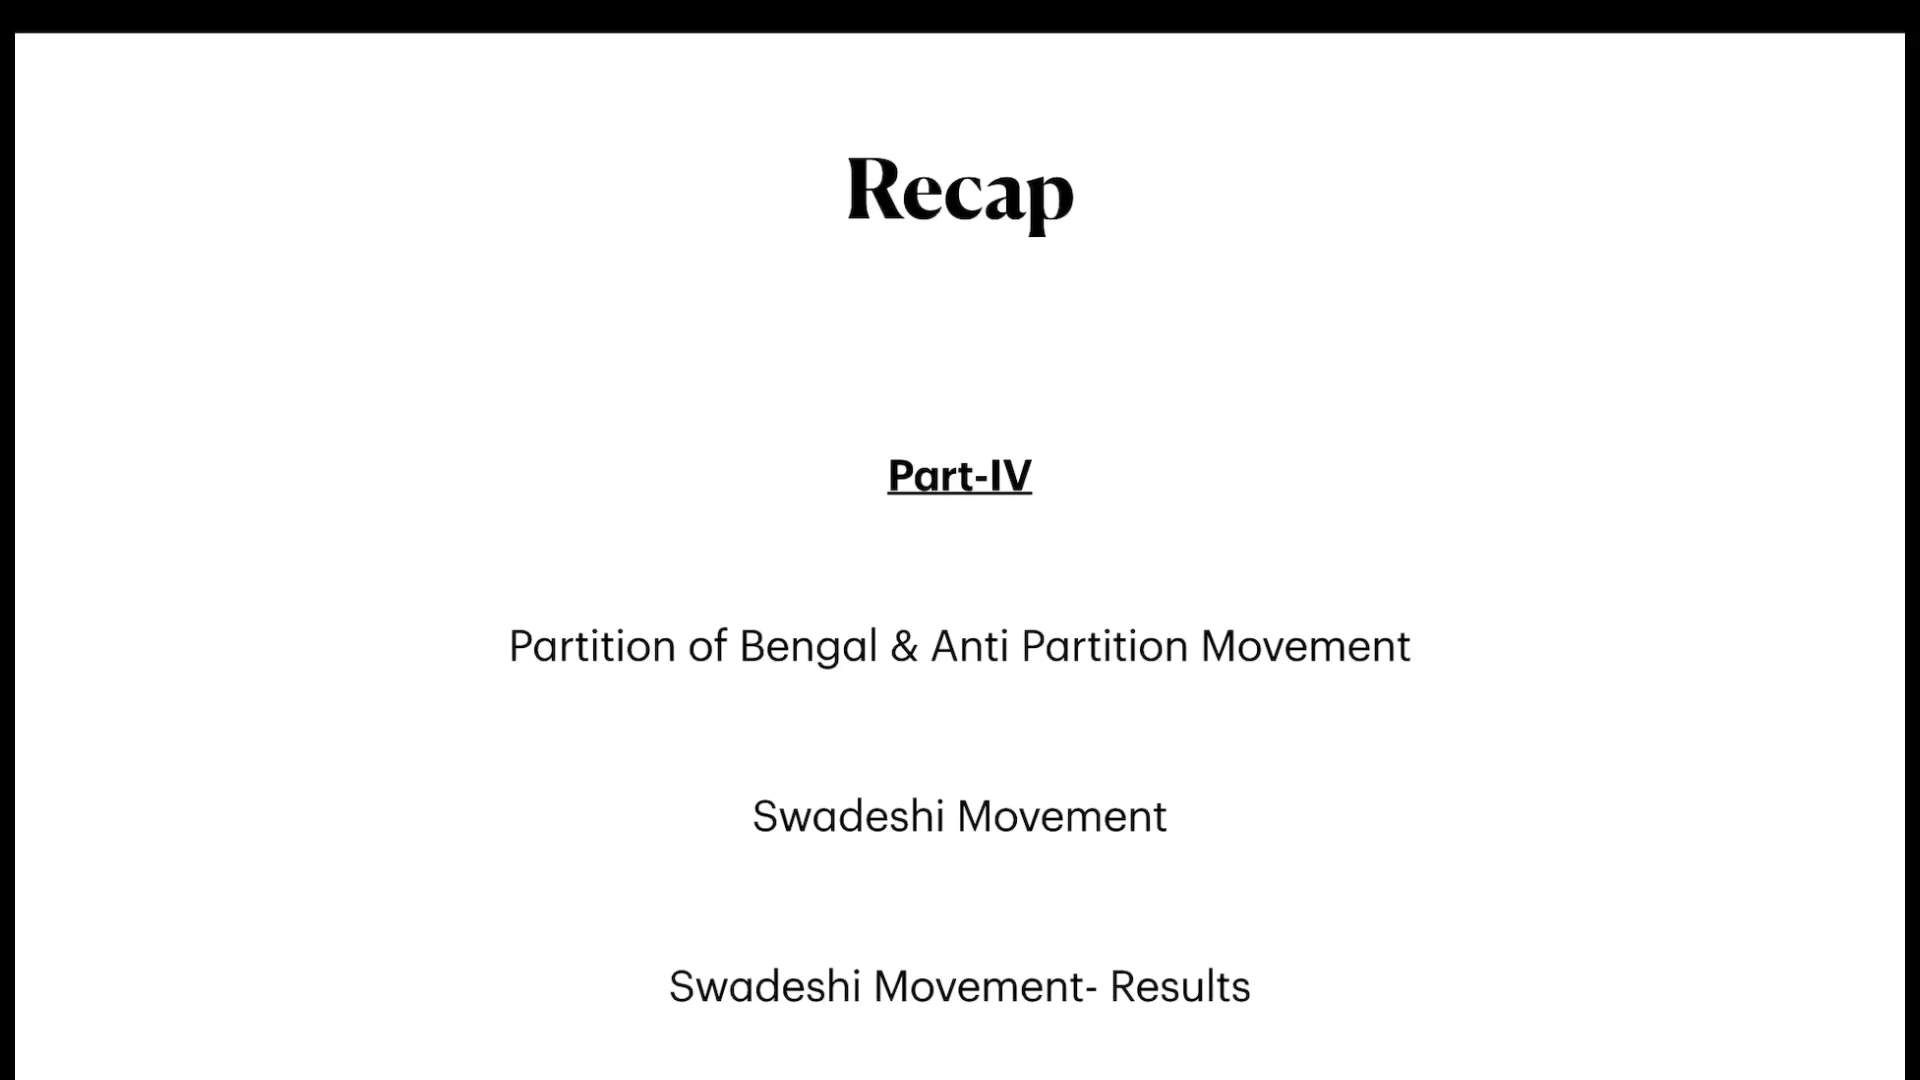 Recap
Part-IV
Partition of Bengal & Anti Partition Movement
Swadeshi Movement
Swadeshi Movement- Results